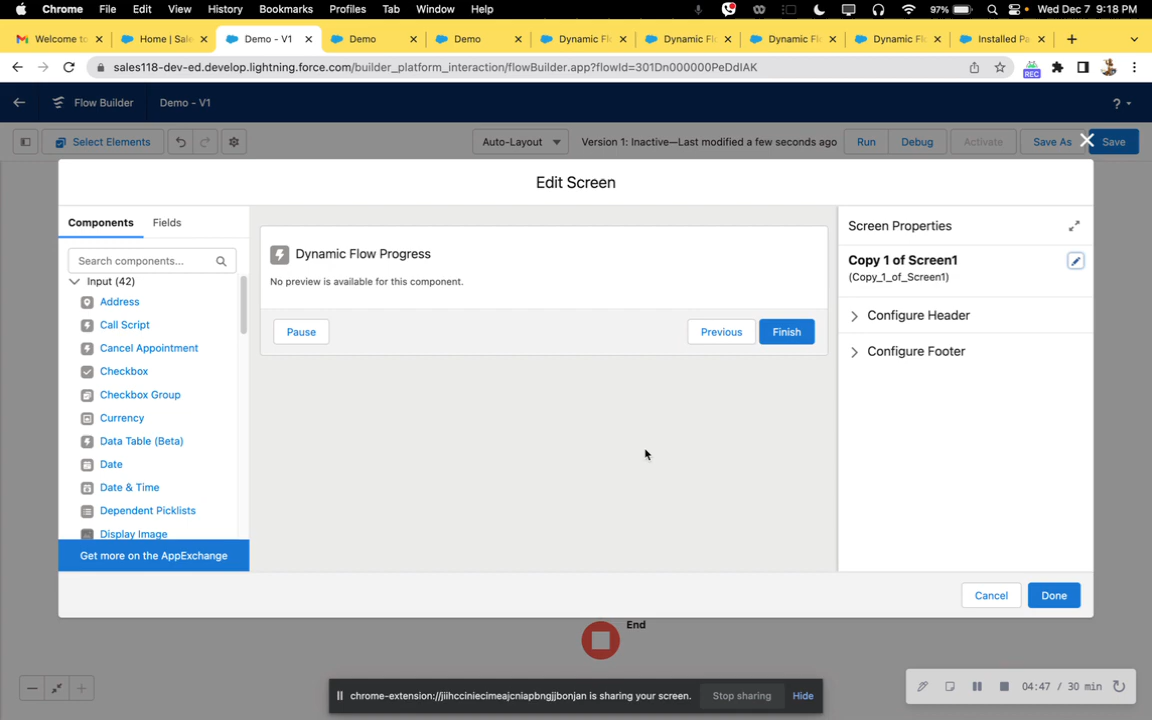 Chrome File Edit View History Bookmarks Profiles Tab Window Help 97% Wed Dec 7 9:18 PM
Welcome to Home | Sale Demo - V1 Demo Demo Dynamic Fl Dynamic Fl Dynamic Flo Dynamic Flo Installed Pa
sales118-dev-ed.develop.lightning.force.com/builder_platform_interaction/flowBuilder.app?flowId=301Dn000000PeDdIAK REC
Flow Builder Demo - V1 ?
Select Elements Auto-Layout Version 1: Inactive—Last modified a few seconds ago Run Debug Activate Save As Save
Edit Screen
Components Fields
Search components...
Input (42)
Address
Call Script
Cancel Appointment
Checkbox
Checkbox Group
Currency
Data Table (Beta)
Date
Date & Time
Dependent Picklists
Display Image
Get more on the AppExchange
Dynamic Flow Progress
No preview is available for this component.
Pause Previous Finish
Screen Properties
Copy 1 of Screen1
(Copy_1_of_Screen1)
Configure Header
Configure Footer
Cancel Done
End
chrome-extension://jiihcciniecimeajcniapbngjjbonjan is sharing your screen. Stop sharing Hide
04:47 / 30 min